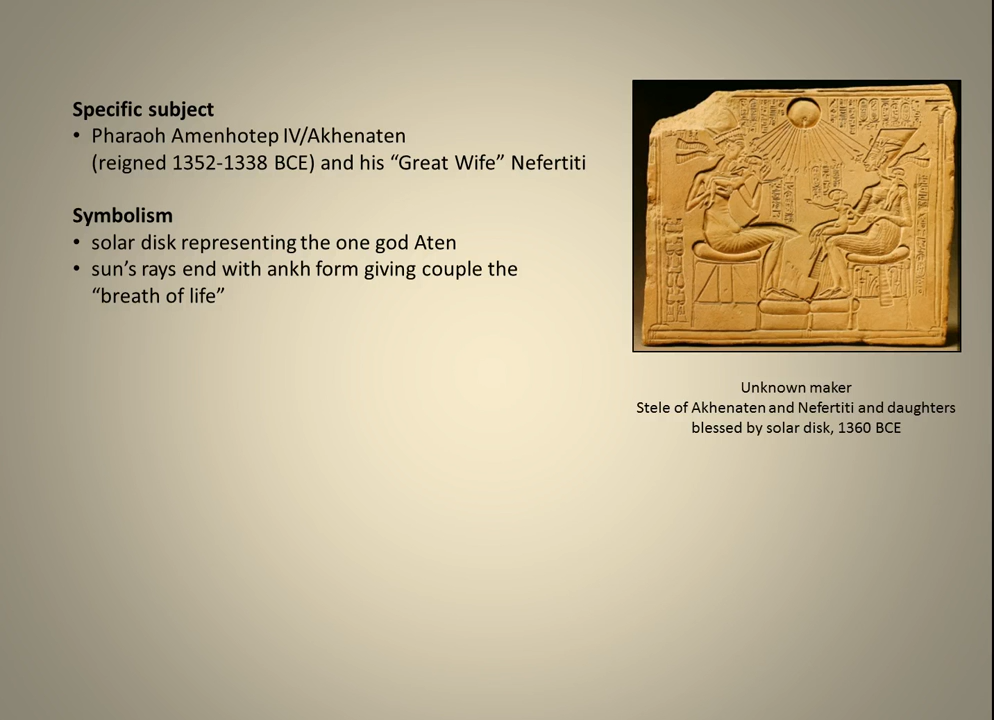 Specific subject
• Pharaoh Amenhotep IV/Akhenaten
(reigned 1352-1338 BCE) and his “Great Wife” Nefertiti
Symbolism
• solar disk representing the one god Aten
• sun’s rays end with ankh form giving couple the
“breath of life”
Unknown maker
Stele of Akhenaten and Nefertiti and daughters
blessed by solar disk, 1360 BCE